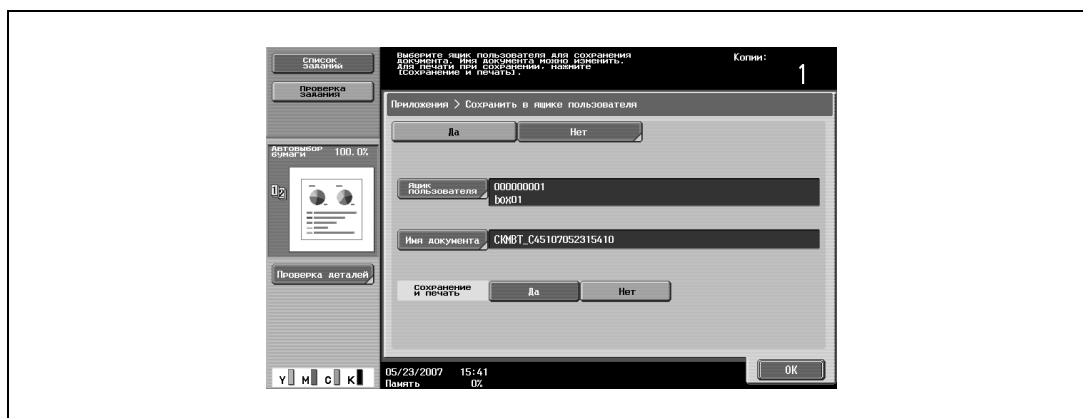 Список
заданий
Проверка
задания
Выберите ящик пользователя для сохранения
документа. Имя документа можно изменить.
Для печати при сохранении, нажмите
[Сохранение и печать].
Копии:
1
Приложения > Сохранить в ящике пользователя
Да
Нет
Автовыбор
бумаги
100.0%
12
Ящик
пользователя
000000001
box01
Имя документа
CKMBT_C45107052315410
Проверка деталей
Сохранение
и печать
Да
Нет
Y M C K
05/23/2007 15:41
Память 0%
OK